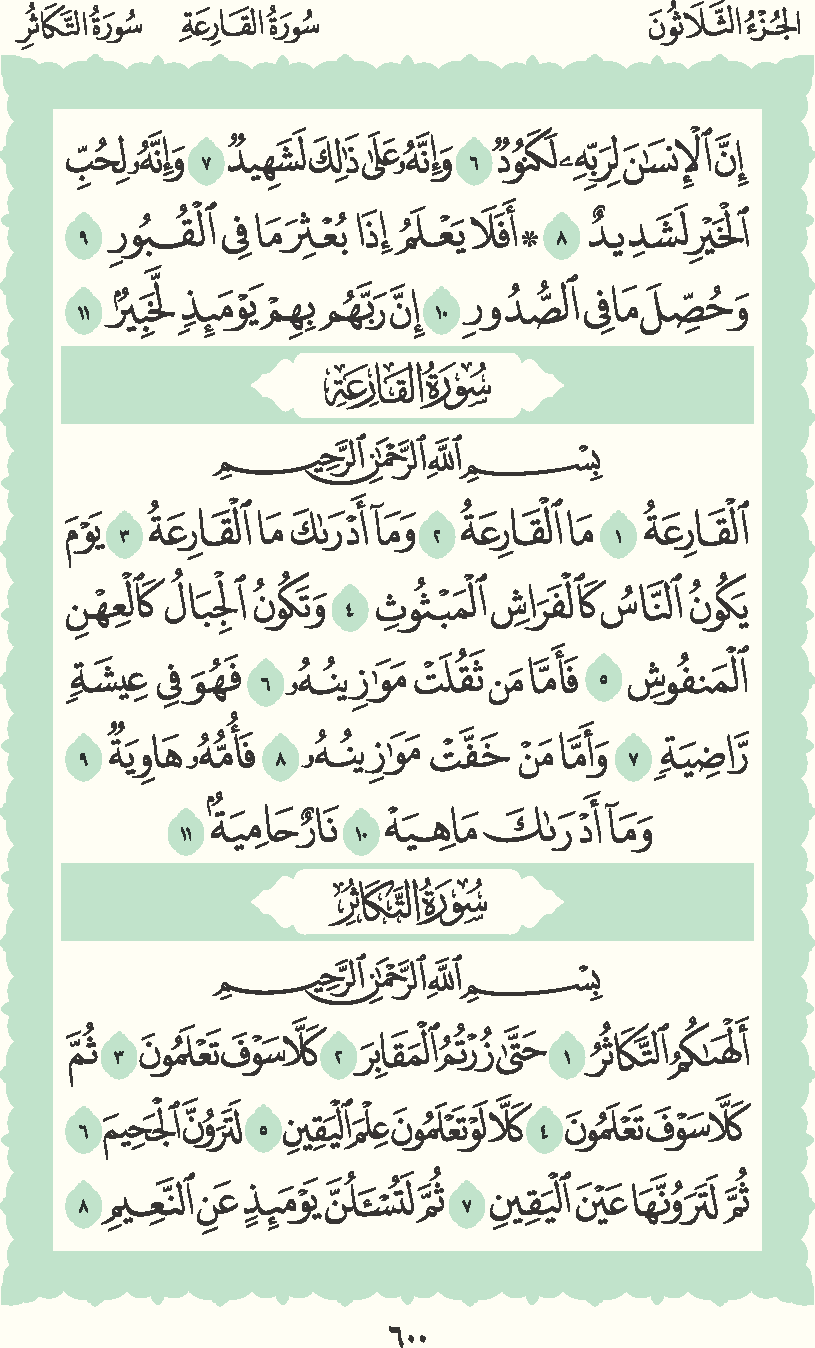 الجُزْءُ الثَّلَاثُونَ سُورَةُ القَارِعَةِ سُورَةُ التَّكَاثُرِ
إِنَّ ٱلْإِنسَٰنَ لِرَبِّهِۦ لَكَنُودٌ ٦ وَإِنَّهُۥ عَلَىٰ ذَٰلِكَ لَشَهِيدٌ ٧ وَإِنَّهُۥ لِحُبِّ
ٱلْخَيْرِ لَشَدِيدٌ ٨ * أَفَلَا يَعْلَمُ إِذَا بُعْثِرَ مَا فِى ٱلْقُبُورِ ٩
وَحُصِّلَ مَا فِى ٱلصُّدُورِ ١٠ إِنَّ رَبَّهُم بِهِمْ يَوْمَئِذٍ لَّخَبِيرٌۢ ١١
سُورَةُ القَارِعَةِ
بِسْمِ ٱللَّهِ ٱلرَّحْمَٰنِ ٱلرَّحِيمِ
ٱلْقَارِعَةُ ١ مَا ٱلْقَارِعَةُ ٢ وَمَآ أَدْرَىٰكَ مَا ٱلْقَارِعَةُ ٣ يَوْمَ
يَكُونُ ٱلنَّاسُ كَٱلْفَرَاشِ ٱلْمَبْثُوثِ ٤ وَتَكُونُ ٱلْجِبَالُ كَٱلْعِهْنِ
ٱلْمَنفُوشِ ٥ فَأَمَّا مَن ثَقُلَتْ مَوَٰزِينُهُۥ ٦ فَهُوَ فِى عِيشَةٍ
رَّاضِيَةٍ ٧ وَأَمَّا مَنْ خَفَّتْ مَوَٰزِينُهُۥ ٨ فَأُمُّهُۥ هَاوِيَةٌ ٩
وَمَآ أَدْرَىٰكَ مَا هِيَهْ ١٠ نَارٌ حَامِيَةٌۢ ١١
سُورَةُ التَّكَاثُرِ
بِسْمِ ٱللَّهِ ٱلرَّحْمَٰنِ ٱلرَّحِيمِ
أَلْهَىٰكُمُ ٱلتَّكَاثُرُ ١ حَتَّىٰ زُرْتُمُ ٱلْمَقَابِرَ ٢ كَلَّا سَوْفَ تَعْلَمُونَ ٣ ثُمَّ
كَلَّا سَوْفَ تَعْلَمُونَ ٤ كَلَّا لَوْ تَعْلَمُونَ عِلْمَ ٱلْيَقِينِ ٥ لَتَرَوُنَّ ٱلْجَحِيمَ ٦
ثُمَّ لَتَرَوُنَّهَا عَيْنَ ٱلْيَقِينِ ٧ ثُمَّ لَتُسْـَٔلُنَّ يَوْمَئِذٍ عَنِ ٱلنَّعِيمِ ٨
٦٠٠